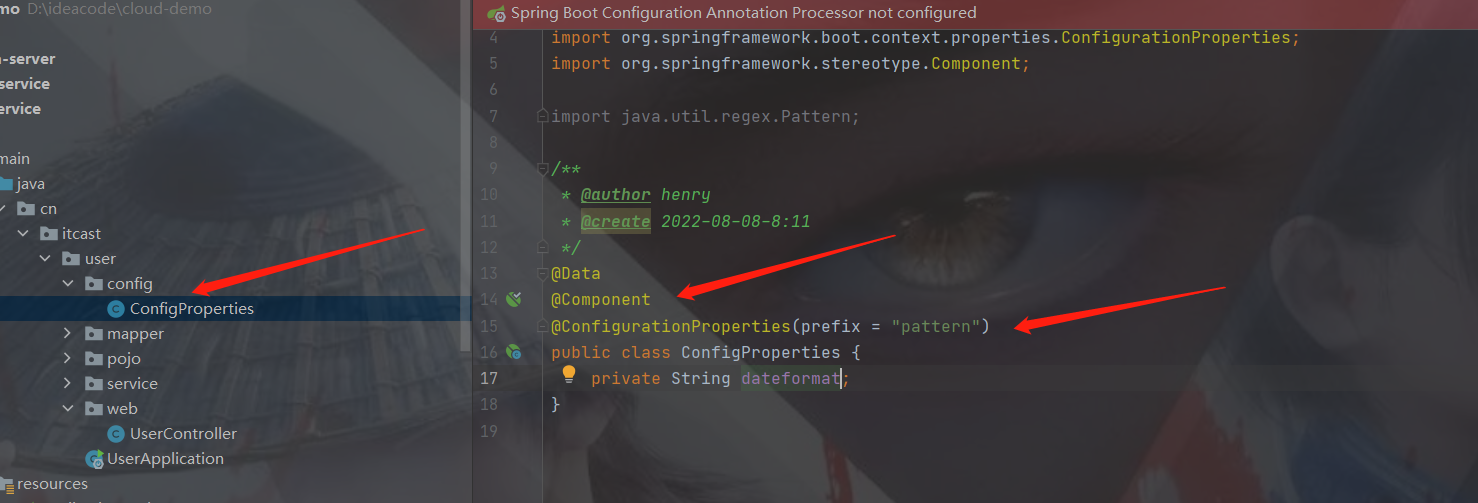 mo D:\ideacode\cloud-demo
-server
service
ervice
main
java
cn
itcast
user
config
ConfigProperties
mapper
pojo
service
web
UserController
UserApplication
resources
Spring Boot Configuration Annotation Processor not configured
4 import org.springframework.boot.context.properties.ConfigurationProperties;
5 import org.springframework.stereotype.Component;
6
7 import java.util.regex.Pattern;
8
9 /**
10 * @author henry
11 * @create 2022-08-08-8:11
12 */
13 @Data
14 @Component
15 @ConfigurationProperties(prefix = "pattern")
16 public class ConfigProperties {
17 private String dateformat;
18 }
19